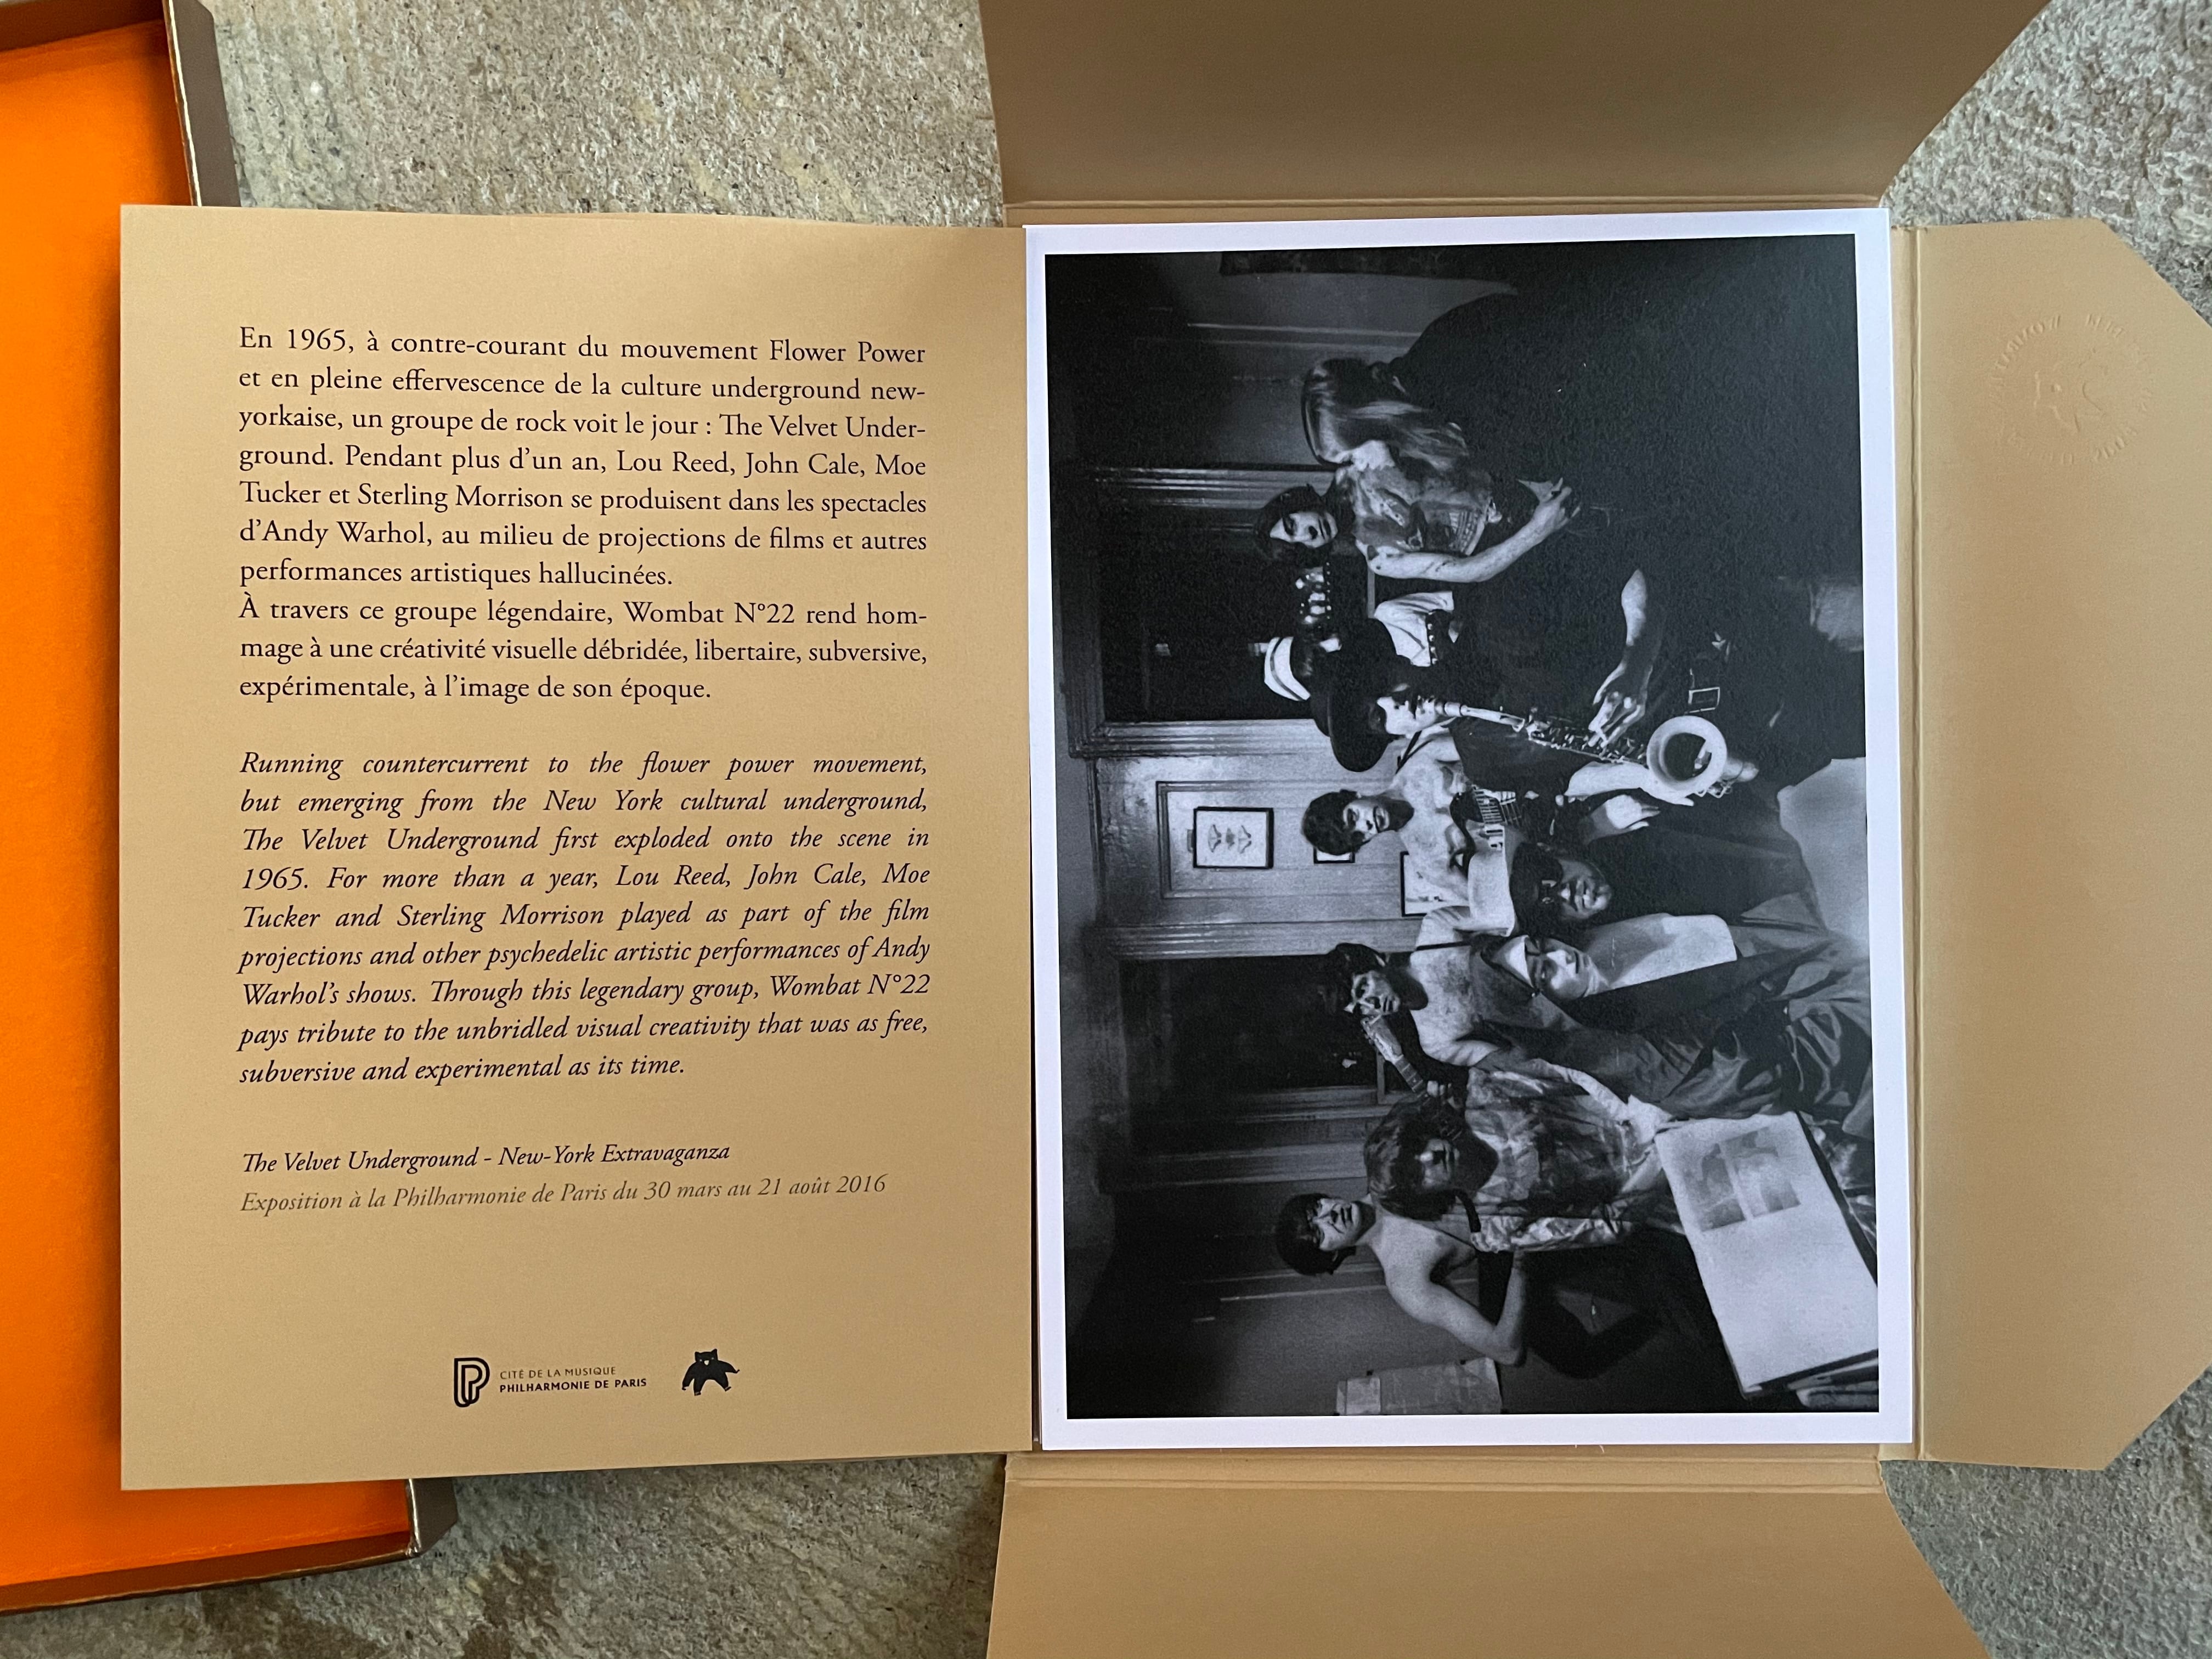 En 1965, à contre-courant du mouvement Flower Power
et en pleine effervescence de la culture underground new-
yorkaise, un groupe de rock voit le jour : The Velvet Under-
ground. Pendant plus d'un an, Lou Reed, John Cale, Moe
Tucker et Sterling Morrison se produisent dans les spectacles
d'Andy Warhol, au milieu de projections de films et autres
performances artistiques hallucinées.
À travers ce groupe légendaire, Wombat N°22 rend hom-
mage à une créativité visuelle débridée, libertaire, subversive,
expérimentale, à l'image de son époque.
Running countercurrent to the flower power movement,
but emerging from the New York cultural underground,
The Velvet Underground first exploded onto the scene in
1965. For more than a year, Lou Reed, John Cale, Moe
Tucker and Sterling Morrison played as part of the film
projections and other psychedelic artistic performances of Andy
Warhol's shows. Through this legendary group, Wombat N°22
pays tribute to the unbridled visual creativity that was as free,
subversive and experimental as its time.
The Velvet Underground - New-York Extravaganza
Exposition à la Philharmonie de Paris du 30 mars au 21 août 2016
CITÉ DE LA MUSIQUE
PHILHARMONIE DE PARIS